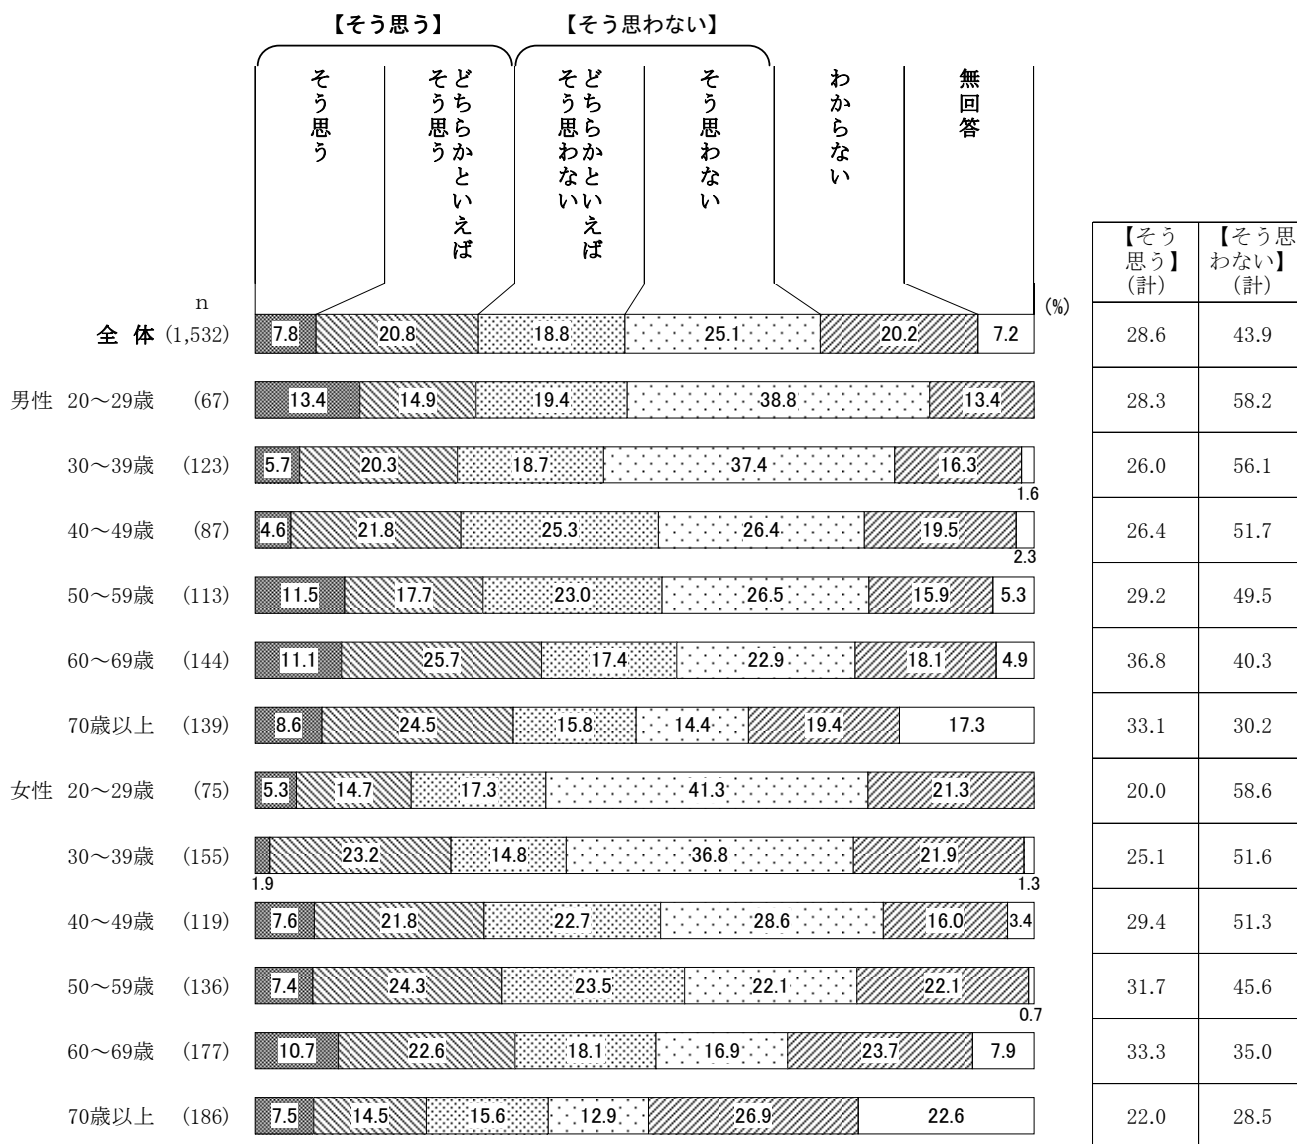 【そう思う】 【そう思わない】
そう思う
どちらかといえば
そう思う
どちらかといえば
そう思わない
そう思わない
わからない
無回答
【そう 【そう思
思う】 わない】
(計) (計)
n (%)
全 体 (1,532) 7.8 20.8 18.8 25.1 20.2 7.2 28.6 43.9
男性 20～29歳 (67) 13.4 14.9 19.4 38.8 13.4 28.3 58.2
30～39歳 (123) 5.7 20.3 18.7 37.4 16.3 1.6 26.0 56.1
40～49歳 (87) 4.6 21.8 25.3 26.4 19.5 2.3 26.4 51.7
50～59歳 (113) 11.5 17.7 23.0 26.5 15.9 5.3 29.2 49.5
60～69歳 (144) 11.1 25.7 17.4 22.9 18.1 4.9 36.8 40.3
70歳以上 (139) 8.6 24.5 15.8 14.4 19.4 17.3 33.1 30.2
女性 20～29歳 (75) 5.3 14.7 17.3 41.3 21.3 20.0 58.6
30～39歳 (155) 1.9 23.2 14.8 36.8 21.9 1.3 25.1 51.6
40～49歳 (119) 7.6 21.8 22.7 28.6 16.0 3.4 29.4 51.3
50～59歳 (136) 7.4 24.3 23.5 22.1 22.1 0.7 31.7 45.6
60～69歳 (177) 10.7 22.6 18.1 16.9 23.7 7.9 33.3 35.0
70歳以上 (186) 7.5 14.5 15.6 12.9 26.9 22.6 22.0 28.5